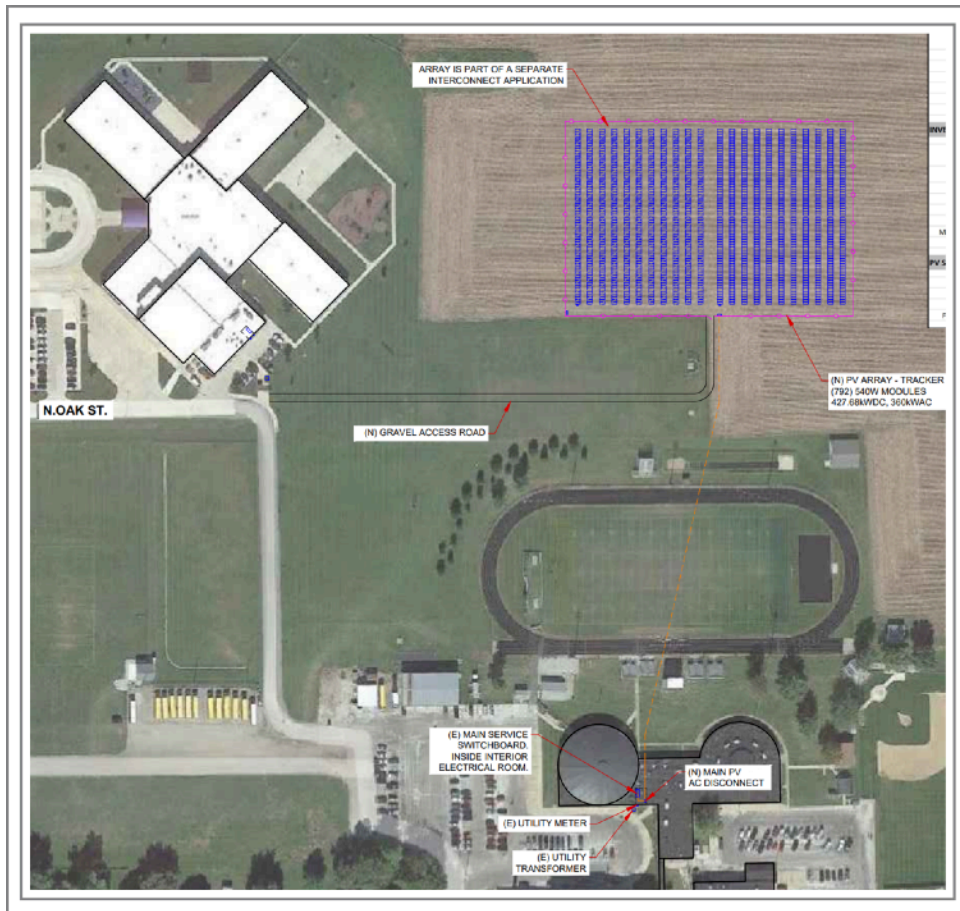 ARRAY IS PART OF A SEPARATE
INTERCONNECT APPLICATION
INVE
M
PV S
(N) PV ARRAY - TRACKER
(792) 540W MODULES
427.68kWDC, 360kWAC
N.OAK ST.
(N) GRAVEL ACCESS ROAD
(E) MAIN SERVICE
SWITCHBOARD.
INSIDE INTERIOR
ELECTRICAL ROOM.
(N) MAIN PV
AC DISCONNECT
(E) UTILITY METER
(E) UTILITY
TRANSFORMER